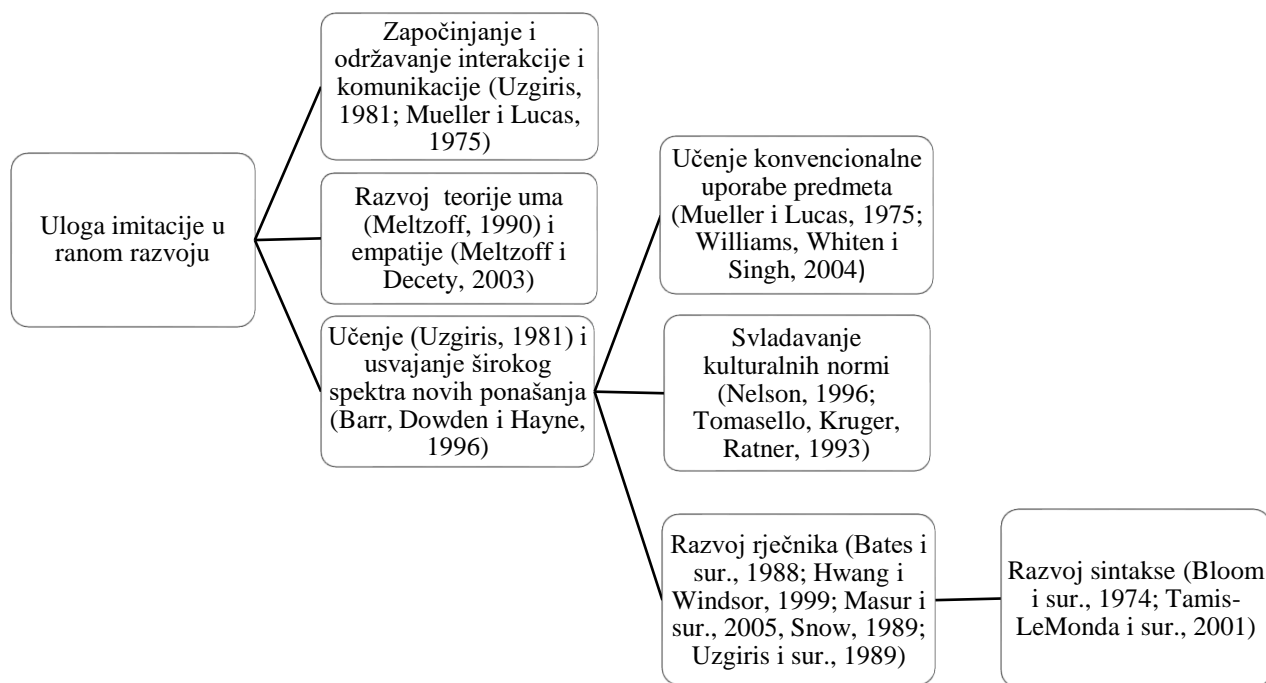 Uloga imitacije u
ranom razvoju
Započinjanje i
održavanje interakcije i
komunikacije (Uzgiris,
1981; Mueller i Lucas,
1975)
Razvoj  teorije uma
(Meltzoff, 1990) i
empatije (Meltzoff i
Decety, 2003)
Učenje (Uzgiris, 1981) i
usvajanje širokog
spektra novih ponašanja
(Barr, Dowden i Hayne,
1996)
Učenje konvencionalne
uporabe predmeta
(Mueller i Lucas, 1975;
Williams, Whiten i
Singh, 2004)
Svladavanje
kulturalnih normi
(Nelson, 1996;
Tomasello, Kruger,
Ratner, 1993)
Razvoj rječnika (Bates i
sur., 1988; Hwang i
Windsor, 1999; Masur i
sur., 2005, Snow, 1989;
Uzgiris i sur., 1989)
Razvoj sintakse (Bloom
i sur., 1974; Tamis-
LeMonda i sur., 2001)